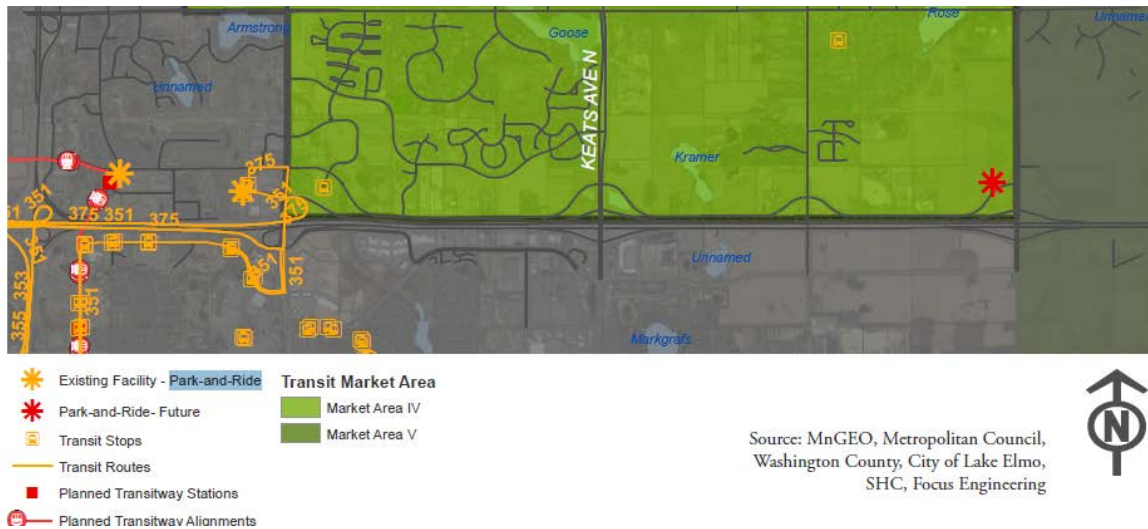 Armstrong
Goose
Rose
Unnamed
Unnamed
KEATS AVE N
Kramer
375
351
351
375
351
375
351
351
351
351
353
355
351
Unnamed
Markgrafs
Existing Facility - Park-and-Ride
Park-and-Ride- Future
Transit Stops
Transit Routes
Planned Transitway Stations
Planned Transitway Alignments
Transit Market Area
Market Area IV
Market Area V
Source: MnGEO, Metropolitan Council,
Washington County, City of Lake Elmo,
SHC, Focus Engineering
N